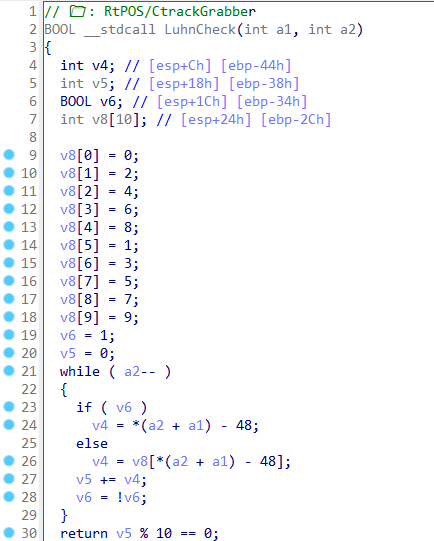 1 // 🗁: RtPOS/CtrackGrabber
2 BOOL __stdcall LuhnCheck(int a1, int a2)
3 {
4   int v4; // [esp+Ch] [ebp-44h]
5   int v5; // [esp+18h] [ebp-38h]
6   BOOL v6; // [esp+1Ch] [ebp-34h]
7   int v8[10]; // [esp+24h] [ebp-2Ch]
8
9   v8[0] = 0;
10   v8[1] = 2;
11   v8[2] = 4;
12   v8[3] = 6;
13   v8[4] = 8;
14   v8[5] = 1;
15   v8[6] = 3;
16   v8[7] = 5;
17   v8[8] = 7;
18   v8[9] = 9;
19   v6 = 1;
20   v5 = 0;
21   while ( a2-- )
22   {
23     if ( v6 )
24       v4 = *(a2 + a1) - 48;
25     else
26       v4 = v8[*(a2 + a1) - 48];
27     v5 += v4;
28     v6 = !v6;
29   }
30   return v5 % 10 == 0;